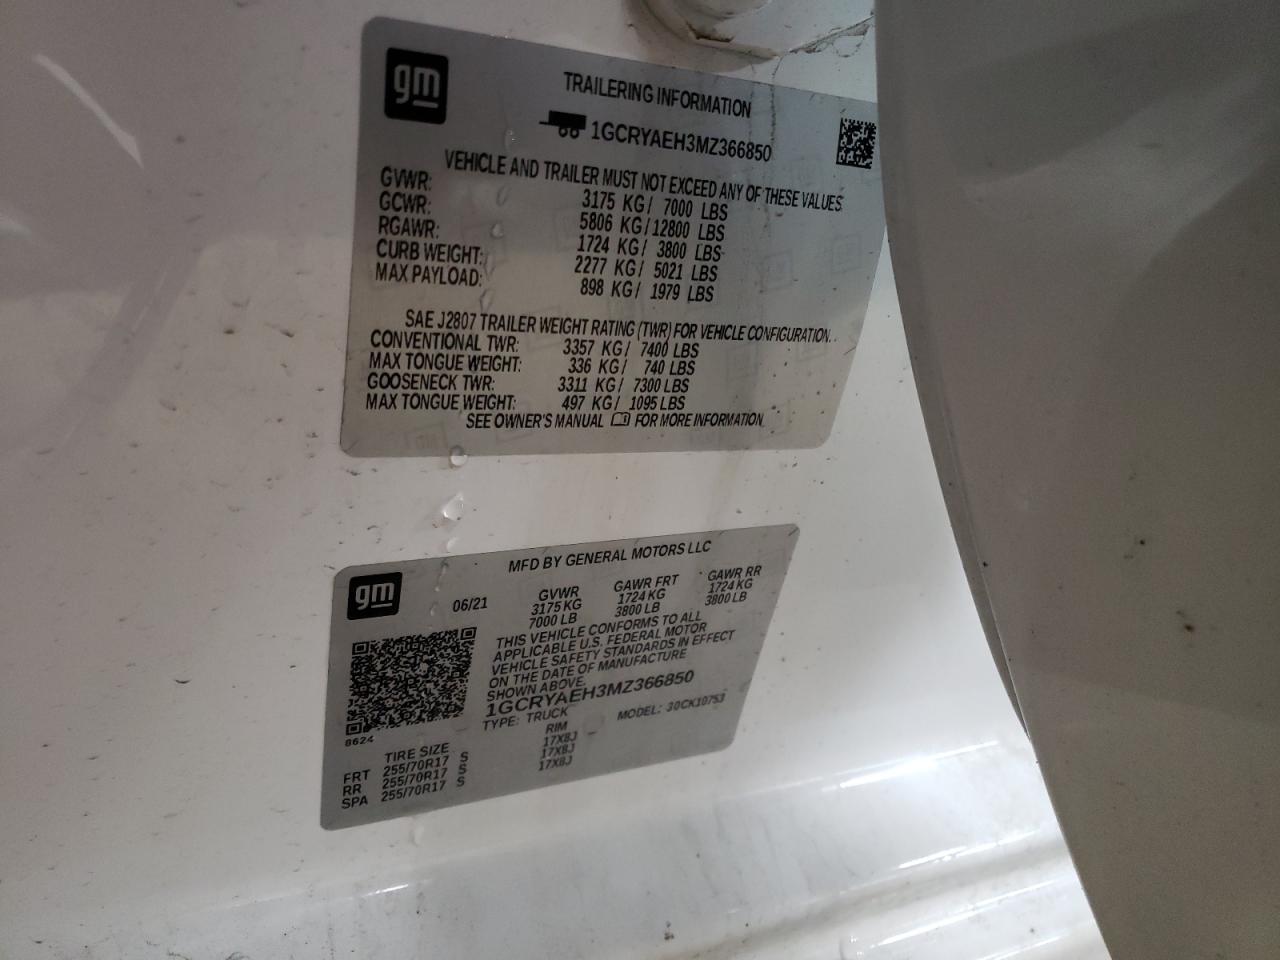 gm
TRAILERING INFORMATION
1GCRYAEH3MZ366850
VEHICLE AND TRAILER MUST NOT EXCEED ANY OF THESE VALUES
GVWR: 3175 KG/ 7000 LBS
GCWR: 5806 KG/12800 LBS
RGAWR: 1724 KG/ 3800 LBS
CURB WEIGHT: 2277 KG/ 5021 LBS
MAX PAYLOAD: 898 KG/ 1979 LBS
SAE J2807 TRAILER WEIGHT RATING (TWR) FOR VEHICLE CONFIGURATION.
CONVENTIONAL TWR: 3357 KG/ 7400 LBS
MAX TONGUE WEIGHT: 336 KG/ 740 LBS
GOOSENECK TWR: 3311 KG/ 7300 LBS
MAX TONGUE WEIGHT: 497 KG/ 1095 LBS
SEE OWNER'S MANUAL FOR MORE INFORMATION
gm
MFD BY GENERAL MOTORS LLC
06/21
GVWR GAWR FRT GAWR RR
3175 KG 1724 KG 1724 KG
7000 LB 3800 LB 3800 LB
THIS VEHICLE CONFORMS TO ALL
APPLICABLE U.S. FEDERAL MOTOR
VEHICLE SAFETY STANDARDS IN EFFECT
ON THE DATE OF MANUFACTURE
SHOWN ABOVE.
1GCRYAEH3MZ366850
TYPE: TRUCK MODEL: 30CK10753
8624
TIRE SIZE RIM
FRT 255/70R17 S 17X8J
RR 255/70R17 S 17X8J
SPA 255/70R17 S 17X8J